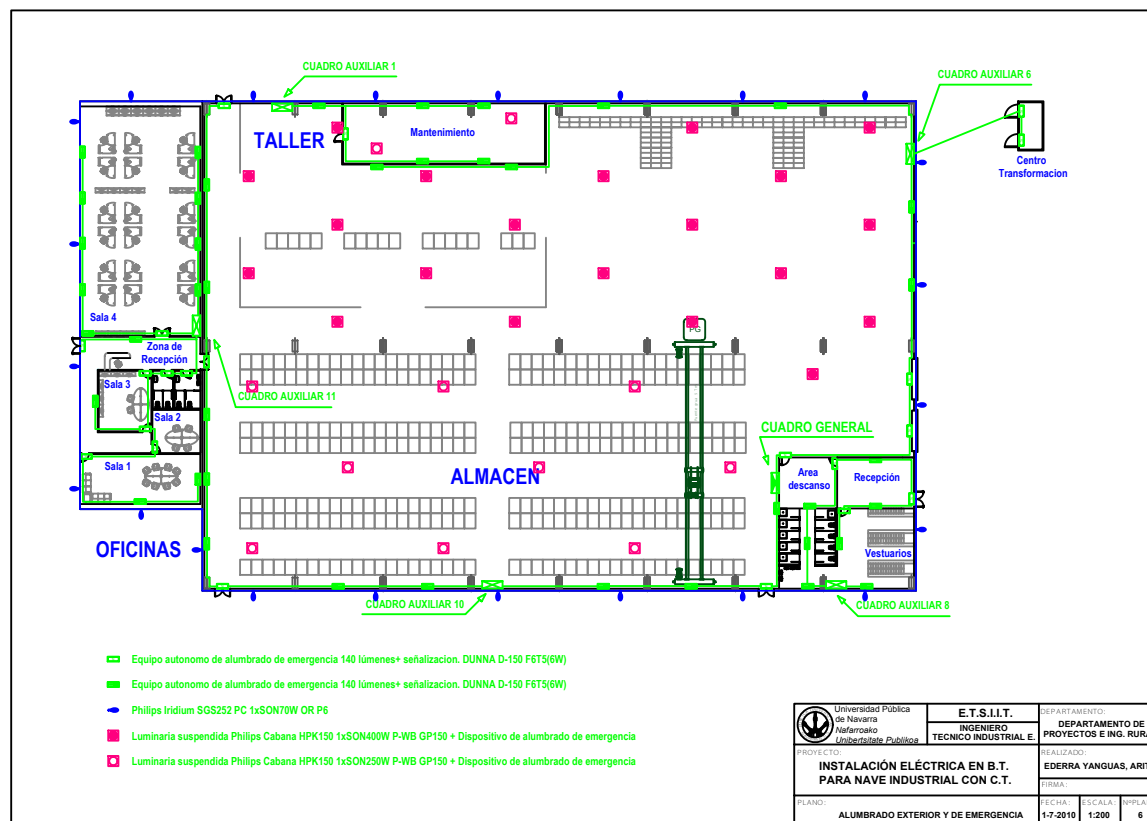 CUADRO AUXILIAR 1
CUADRO AUXILIAR 6
TALLER
Mantenimiento
Centro
Transformacion
Sala 4
Zona de
Recepción
PG
Sala 3
CUADRO AUXILIAR 11
Sala 2
CUADRO GENERAL
Sala 1
ALMACEN
Area
descanso
Recepción
OFICINAS
Vestuarios
CUADRO AUXILIAR 10
CUADRO AUXILIAR 8
Equipo autonomo de alumbrado de emergencia 140 lúmenes+ señalizacion. DUNNA D-150 F6T5(6W)
Equipo autonomo de alumbrado de emergencia 140 lúmenes+ señalizacion. DUNNA D-150 F6T5(6W)
Philips Iridium SGS252 PC 1xSON70W OR P6
Luminaria suspendida Philips Cabana HPK150 1xSON400W P-WB GP150 + Dispositivo de alumbrado de emergencia
Luminaria suspendida Philips Cabana HPK150 1xSON250W P-WB GP150 + Dispositivo de alumbrado de emergencia
Universidad Pública
de Navarra
Nafarroako
Unibertsitate Publikoa
E.T.S.I.I.T.
INGENIERO
TECNICO INDUSTRIAL E.
DEPARTAMENTO:
DEPARTAMENTO DE
PROYECTOS E ING. RURA
PROYECTO:
INSTALACIÓN ELÉCTRICA EN B.T.
PARA NAVE INDUSTRIAL CON C.T.
REALIZADO:
EDERRA YANGUAS, ARIT
FIRMA:
PLANO:
ALUMBRADO EXTERIOR Y DE EMERGENCIA
FECHA:
1-7-2010
ESCALA:
1:200
NºPLA
6